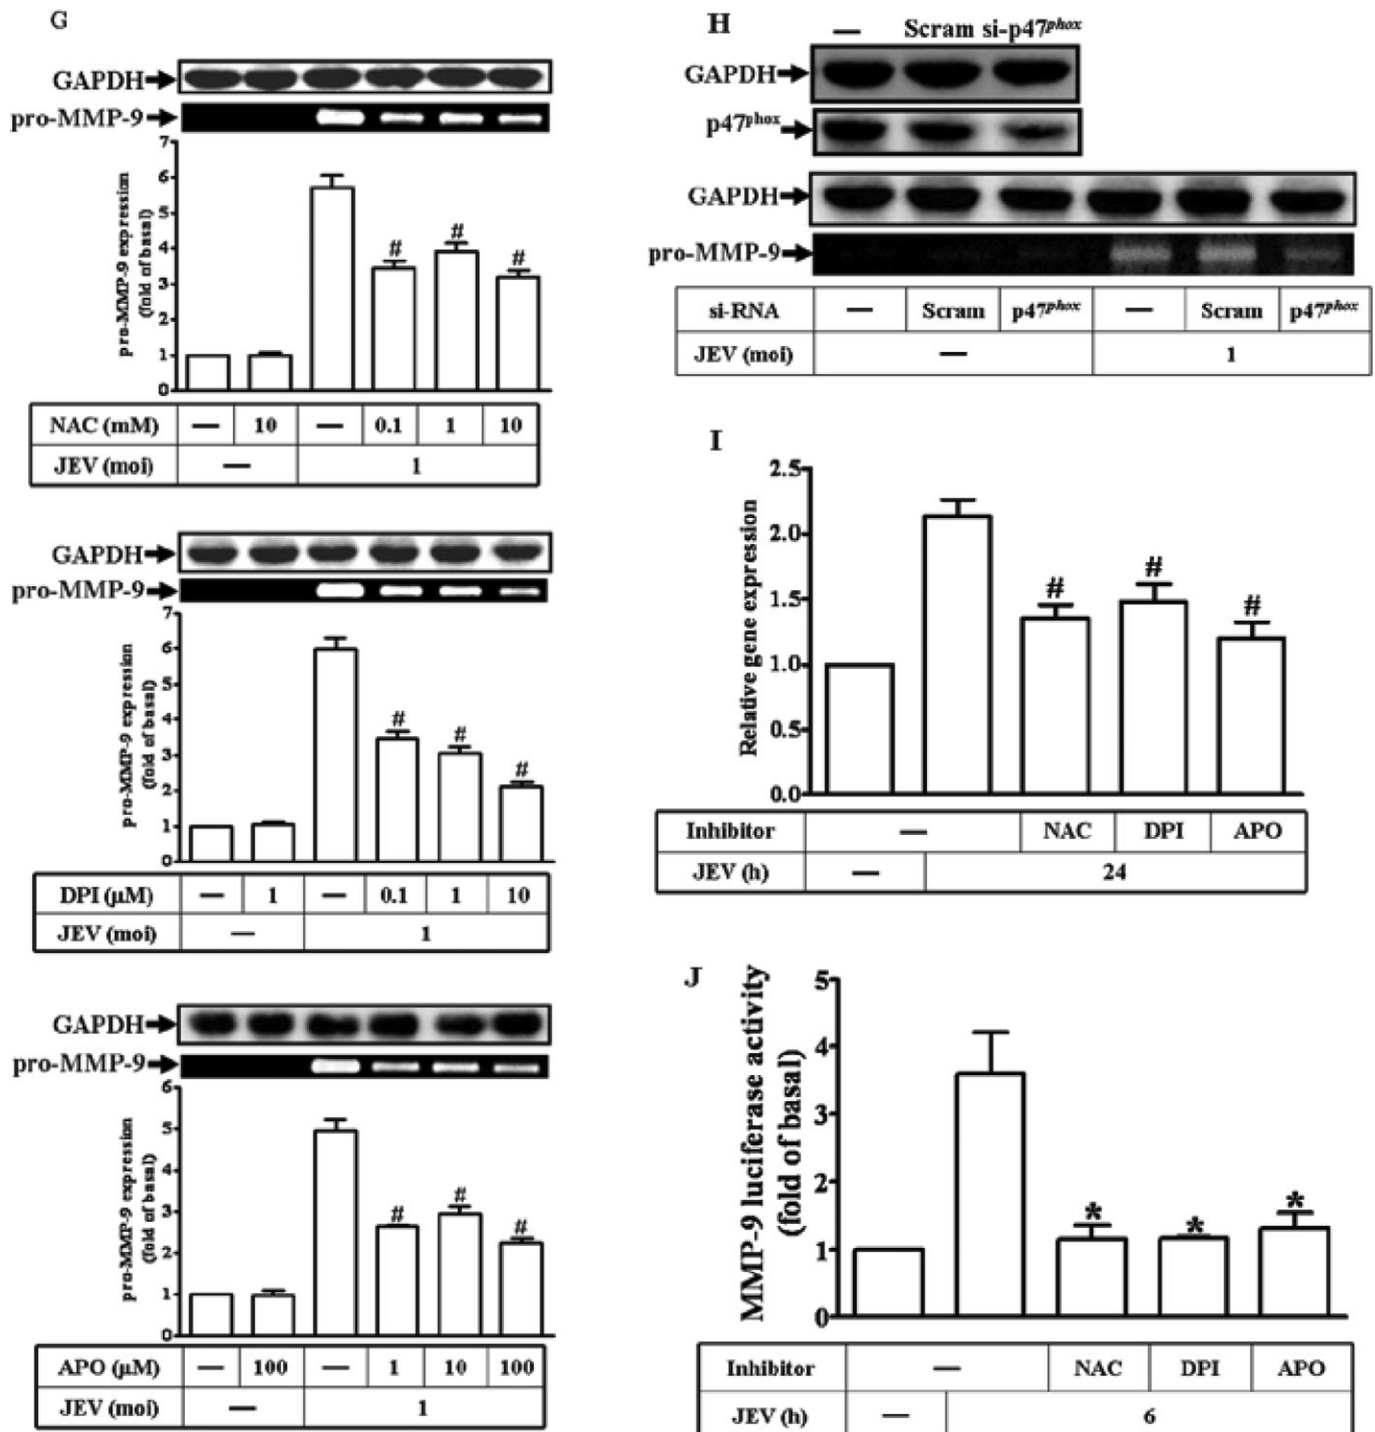 G
GAPDH
pro-MMP-9
pro-MMP-9 expression
(fold of basal)
7
6
5
4
3
2
1
0
#
#
#
NAC (mM) — 10 — 0.1 1 10
JEV (moi) — 1
GAPDH
pro-MMP-9
pro-MMP-9 expression
(fold of basal)
7
6
5
4
3
2
1
0
#
#
#
DPI (µM) — 1 — 0.1 1 10
JEV (moi) — 1
GAPDH
pro-MMP-9
pro-MMP-9 expression
(fold of basal)
6
5
4
3
2
1
0
#
#
#
APO (µM) — 100 — 1 10 100
JEV (moi) — 1
H
— Scram si-p47phox
GAPDH
p47phox
GAPDH
pro-MMP-9
si-RNA — Scram p47phox — Scram p47phox
JEV (moi) — 1
I
Relative gene expression
2.5
2.0
1.5
1.0
0.5
0.0
#
#
#
Inhibitor — NAC DPI APO
JEV (h) — 24
J
MMP-9 luciferase activity
(fold of basal)
5
4
3
2
1
0
*
*
*
Inhibitor — NAC DPI APO
JEV (h) — 6